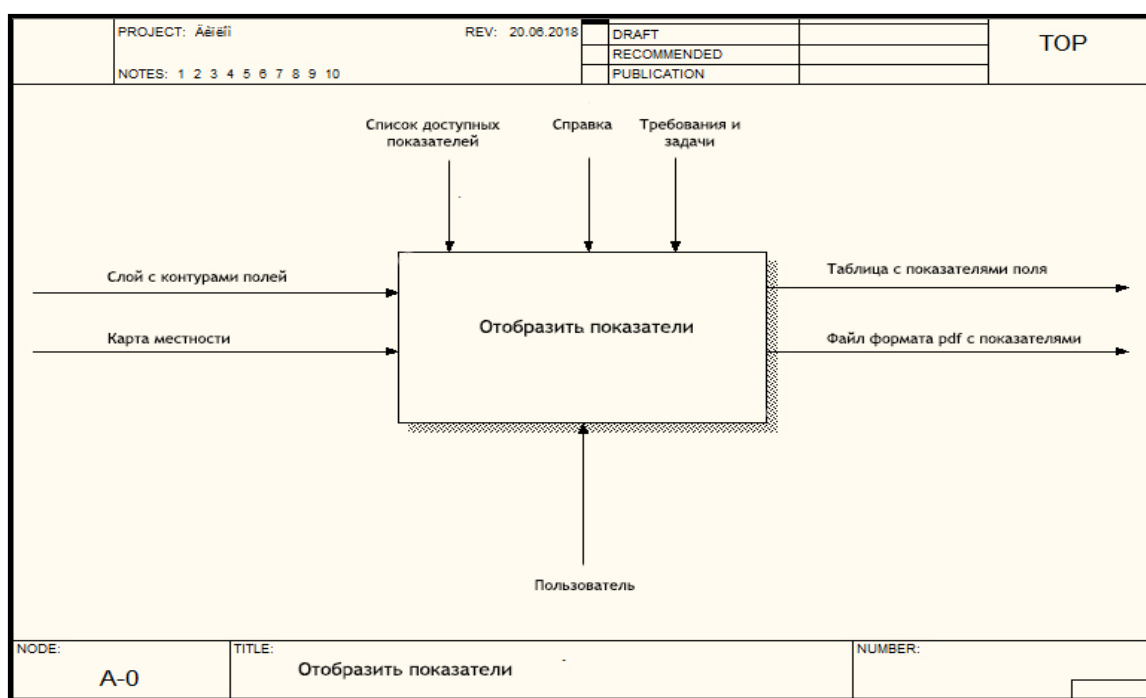 PROJECT: Äèïëîì REV: 20.06.2018
DRAFT
TOP
RECOMMENDED
NOTES: 1 2 3 4 5 6 7 8 9 10
PUBLICATION
Список доступных
показателей
Справка
Требования и
задачи
Слой с контурами полей
Карта местности
Отобразить показатели
Таблица с показателями поля
Файл формата pdf с показателями
Пользователь
NODE:
A-0
TITLE:
Отобразить показатели
NUMBER: